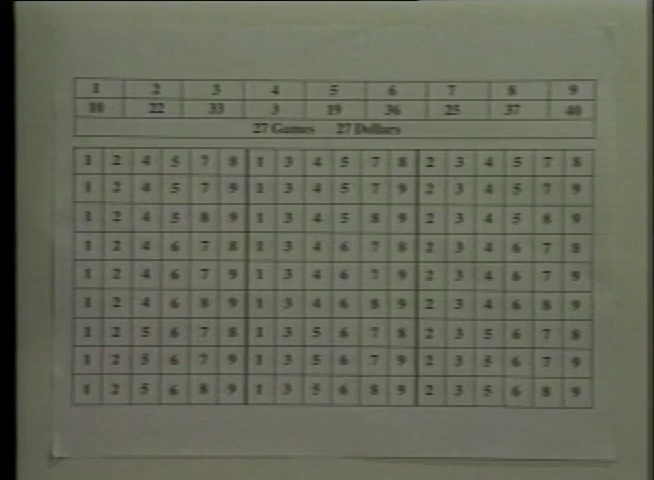 1 2 3 4 5 6 7 8 9
10 22 33 3 19 36 25 37 40
27 Games 27 Dollars
1 2 4 5 7 8 1 3 4 5 7 8 2 3 4 5 7 8
1 2 4 5 7 9 1 3 4 5 7 9 2 3 4 5 7 9
1 2 4 5 8 9 1 3 4 5 8 9 2 3 4 5 8 9
1 2 4 6 7 8 1 3 4 6 7 8 2 3 4 6 7 8
1 2 4 6 7 9 1 3 4 6 7 9 2 3 4 6 7 9
1 2 4 6 8 9 1 3 4 6 8 9 2 3 4 6 8 9
1 2 5 6 7 8 1 3 5 6 7 8 2 3 5 6 7 8
1 2 5 6 7 9 1 3 5 6 7 9 2 3 5 6 7 9
1 2 5 6 8 9 1 3 5 6 8 9 2 3 5 6 8 9